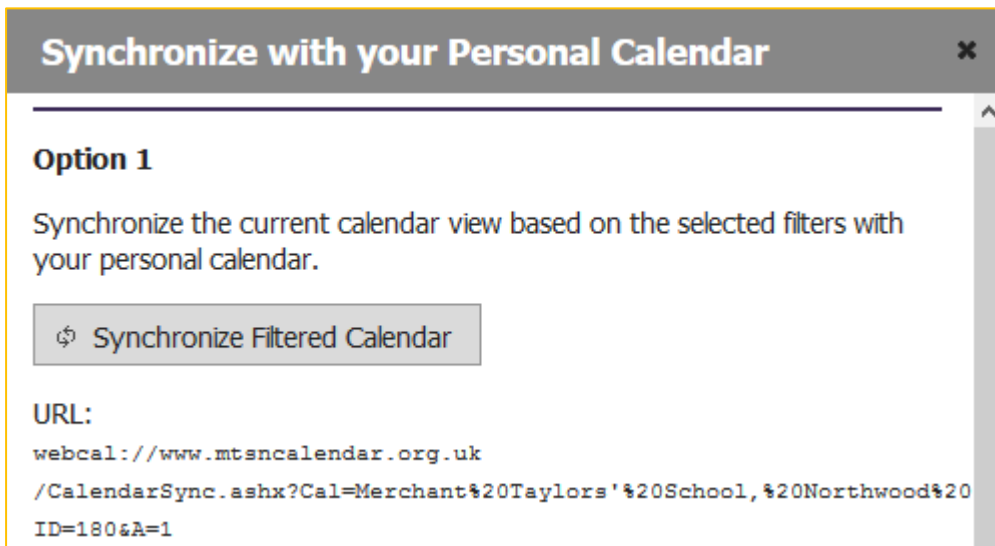 Synchronize with your Personal Calendar
Option 1
Synchronize the current calendar view based on the selected filters with
your personal calendar.
Synchronize Filtered Calendar
URL:
webcal://www.mtsncalendar.org.uk
/CalendarSync.ashx?Cal=Merchant%20Taylors'%20School,%20Northwood%20
ID=180&A=1